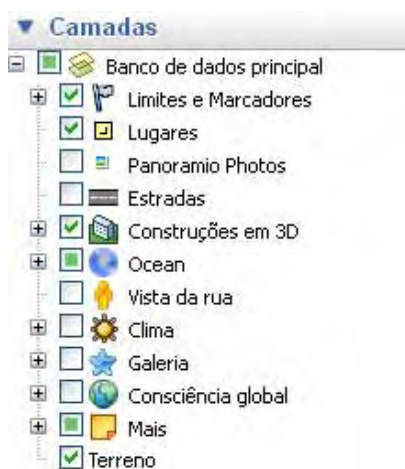 Camadas
Banco de dados principal
Limites e Marcadores
Lugares
Panoramio Photos
Estradas
Construções em 3D
Ocean
Vista da rua
Clima
Galeria
Consciência global
Mais
Terreno